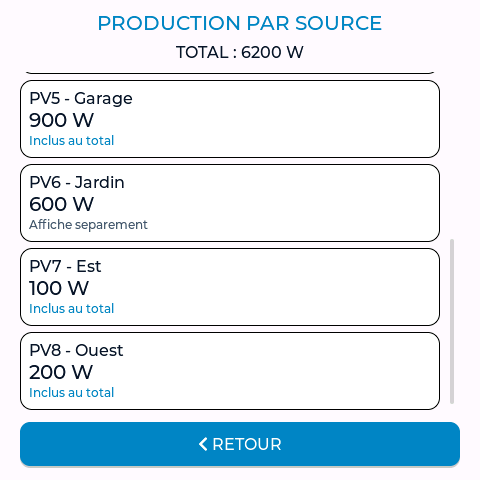 PRODUCTION PAR SOURCE
TOTAL : 6200 W
PV5 - Garage
900 W
Inclus au total
PV6 - Jardin
600 W
Affiche separement
PV7 - Est
100 W
Inclus au total
PV8 - Ouest
200 W
Inclus au total
RETOUR